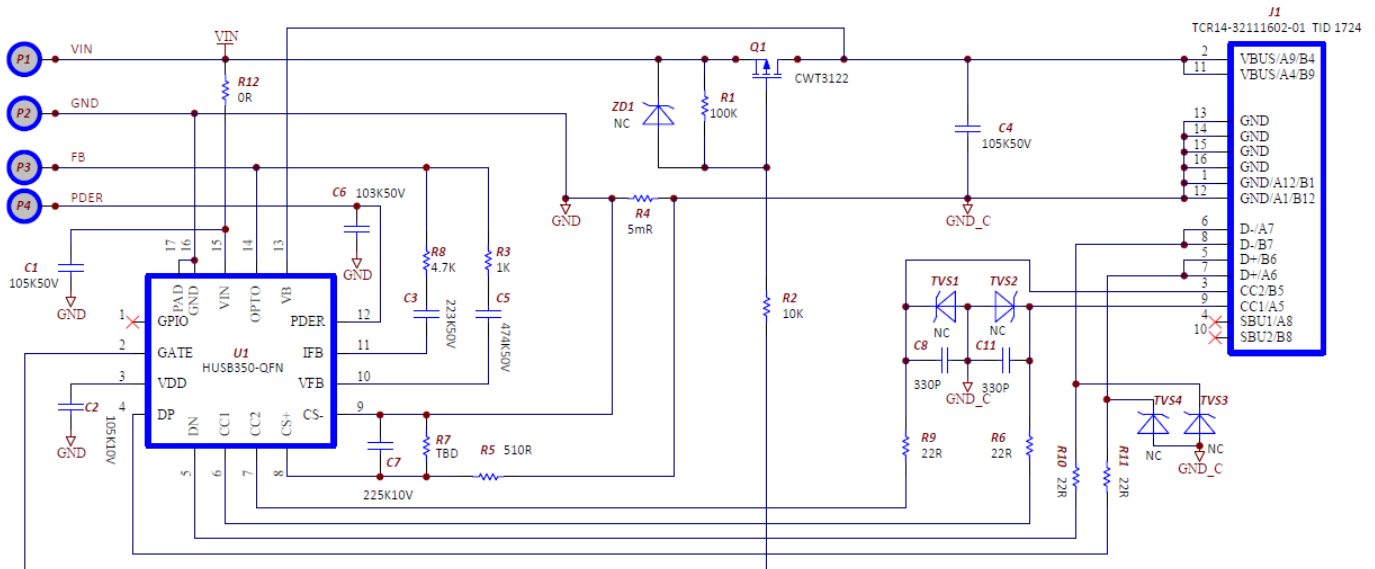 J1
TCR14-32111602-01 TID 1724
P1
VIN
VIN
R12
0R
Q1
CWT3122
2
VBUS/A9/B4
11
VBUS/A4/B9
P2
GND
ZD1
NC
R1
100K
C4
105K50V
13
GND
14
GND
15
GND
16
GND
1
GND/A12/B1
12
GND/A1/B12
P3
FB
P4
PDER
C6
103K50V
GND
R4
5mR
GND
GND_C
6
D-/A7
8
D-/B7
5
D+/B6
7
D+/A6
3
CC2/B5
9
CC1/A5
4
SBU1/A8
10
SBU2/B8
C1
105K50V
GND
17
16
15
14
13
PAD
GND
VIN
OPTO
VB
R8
4.7K
R3
1K
C3
223K50V
C5
474K50V
R2
10K
TVS1
NC
TVS2
NC
C8
330P
C11
330P
GND_C
1
GPIO
2
GATE
3
VDD
4
DP
U1
HUSB350-QFN
PDER
12
IFB
11
VFB
10
CS-
9
C2
105K10V
GND
DN
CC1
CC2
CS+
5
6
7
8
R7
TBD
C7
225K10V
R5
510R
R9
22R
R6
22R
R10
22R
R11
22R
TVS4
NC
TVS3
NC
GND_C